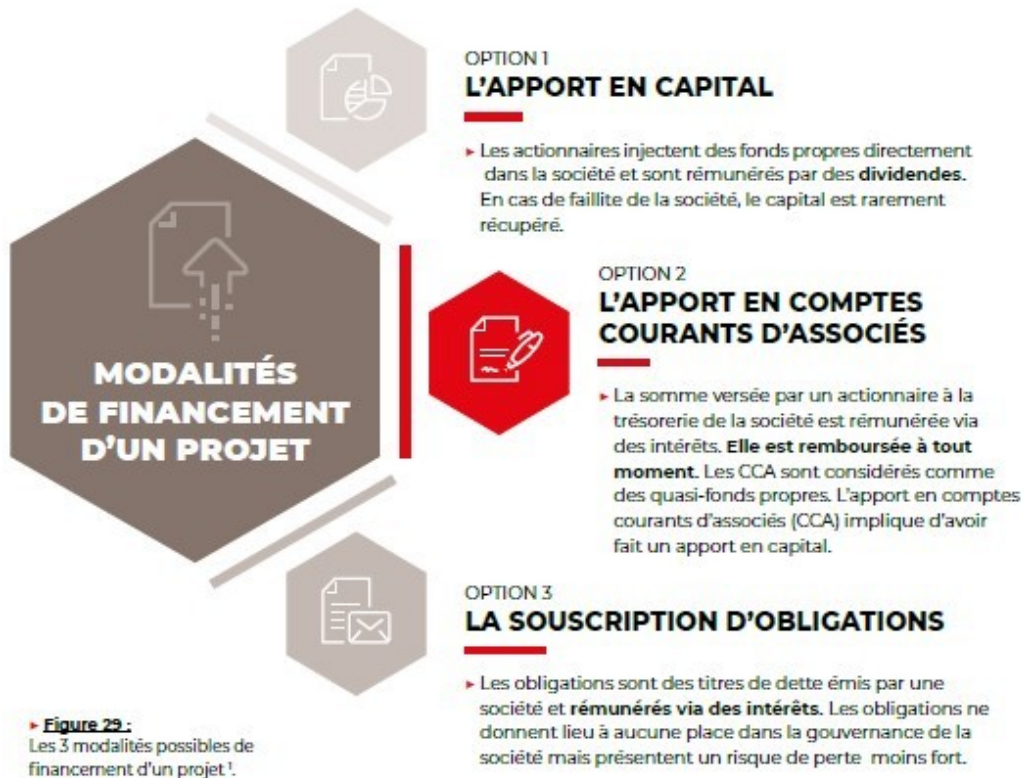 OPTION 1
L'APPORT EN CAPITAL
▸ Les actionnaires injectent des fonds propres directement
dans la société et sont rémunérés par des dividendes.
En cas de faillite de la société, le capital est rarement
récupéré.
MODALITÉS
DE FINANCEMENT
D'UN PROJET
OPTION 2
L'APPORT EN COMPTES
COURANTS D'ASSOCIÉS
▸ La somme versée par un actionnaire à la
trésorerie de la société est rémunérée via
des intérêts. Elle est remboursée à tout
moment. Les CCA sont considérés comme
des quasi-fonds propres. L'apport en comptes
courants d'associés (CCA) implique d'avoir
fait un apport en capital.
OPTION 3
LA SOUSCRIPTION D'OBLIGATIONS
▸ Les obligations sont des titres de dette émis par une
société et rémunérés via des intérêts. Les obligations ne
donnent lieu à aucune place dans la gouvernance de la
société mais présentent un risque de perte moins fort.
▸ Figure 29 :
Les 3 modalités possibles de
financement d'un projet ¹.